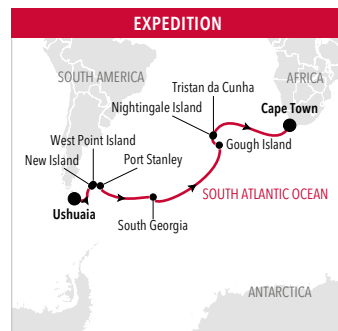 EXPEDITION
SOUTH AMERICA
Tristan da Cunha
AFRICA
Nightingale Island
Cape Town
West Point Island
Gough Island
New Island
Port Stanley
SOUTH ATLANTIC OCEAN
Ushuaia
South Georgia
ANTARCTICA